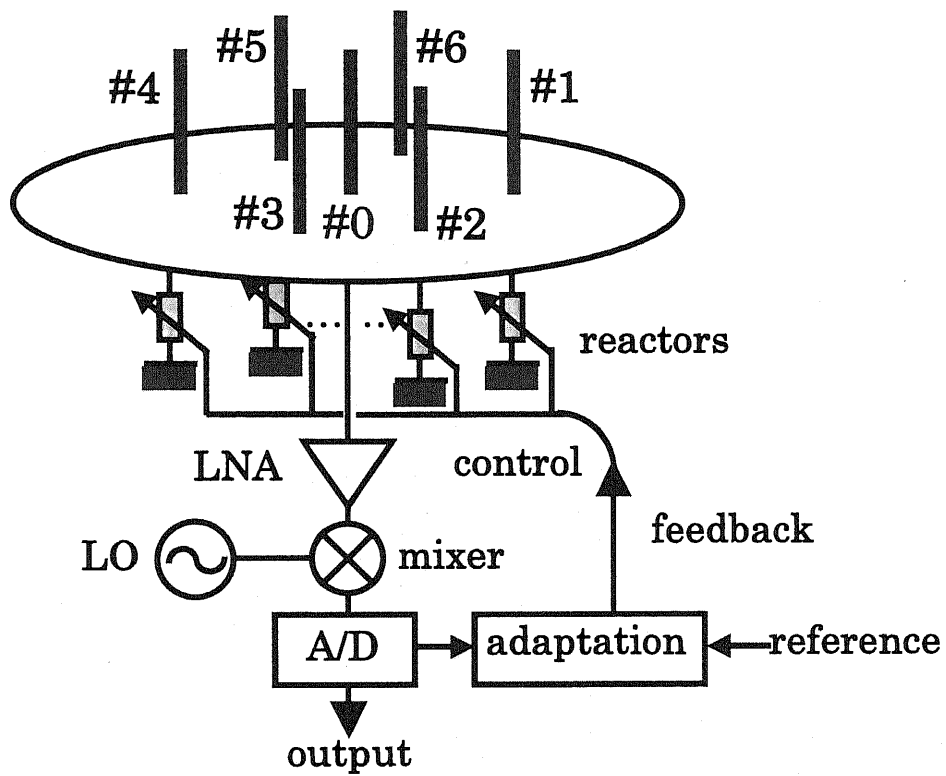 #5
#6
#4
#1
#3
#0
#2
reactors
LNA
control
feedback
LO
mixer
A/D
adaptation
reference
output